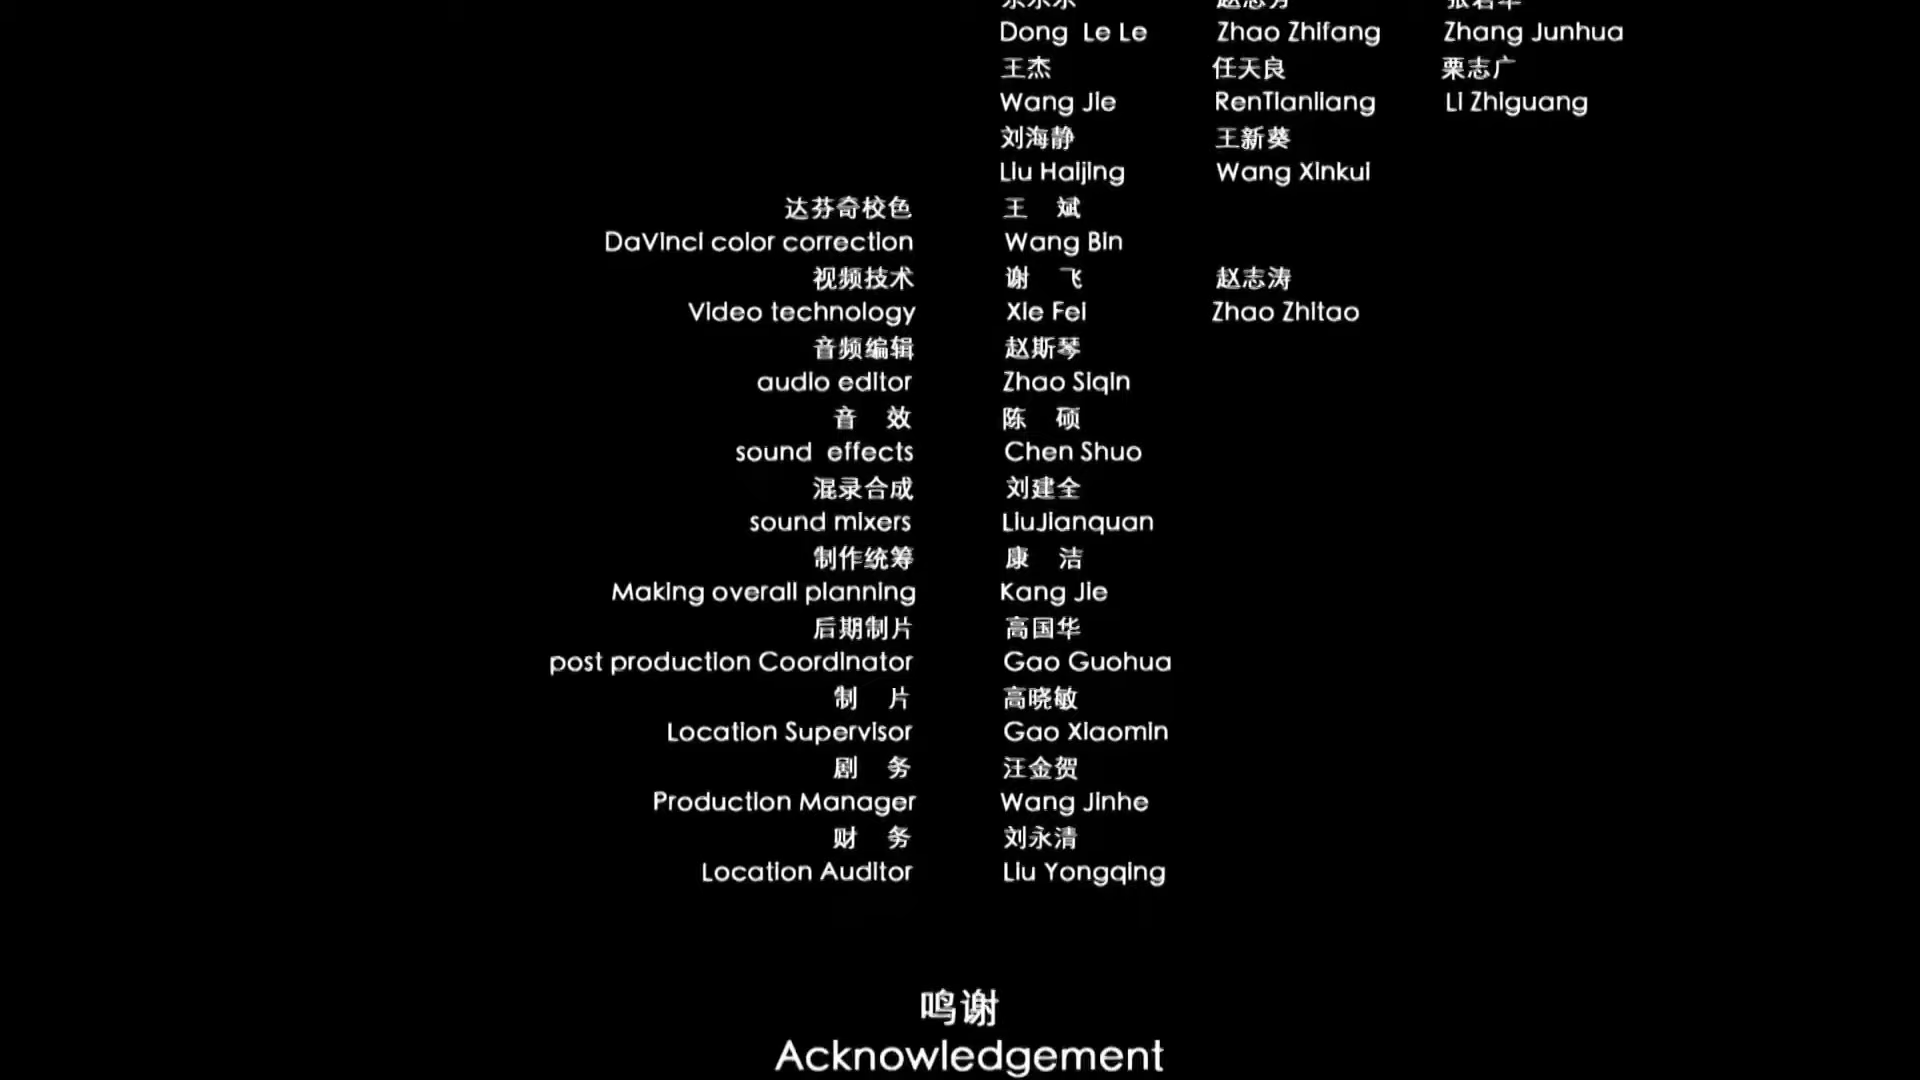 Dong Le Le Zhao Zhifang Zhang Junhua
王杰 任天良 栗志广
Wang Jie RenTianliang Li Zhiguang
刘海静 王新葵
Liu Haijing Wang Xinkui
达芬奇校色 王 斌
DaVinci color correction Wang Bin
视频技术 谢 飞 赵志涛
Video technology Xie Fei Zhao Zhitao
音频编辑 赵斯琴
audio editor Zhao Siqin
音 效 陈 硕
sound effects Chen Shuo
混录合成 刘建全
sound mixers LiuJianquan
制作统筹 康 洁
Making overall planning Kang Jie
后期制片 高国华
post production Coordinator Gao Guohua
制 片 高晓敏
Location Supervisor Gao Xiaomin
剧 务 汪金贺
Production Manager Wang Jinhe
财 务 刘永清
Location Auditor Liu Yongqing
鸣谢
Acknowledgement